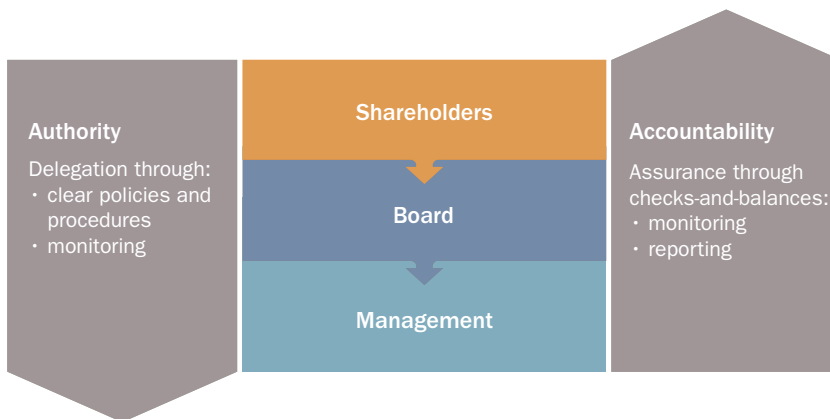 Authority
Delegation through:
• clear policies and
procedures
• monitoring
Shareholders
Board
Management
Accountability
Assurance through
checks-and-balances:
• monitoring
• reporting